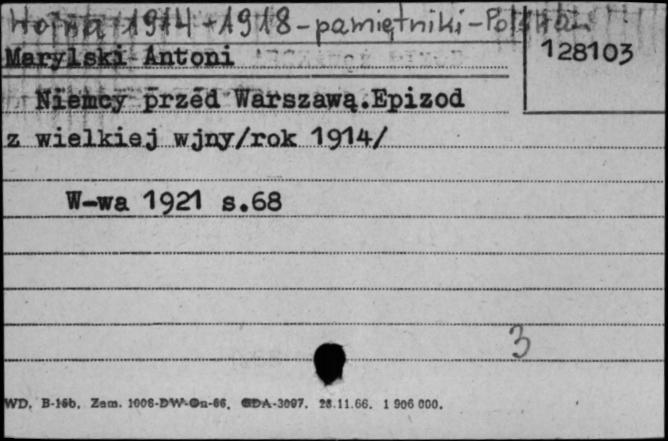 Wojna 1914-1918-pamiętniki-Polska
Marylski Antoni
128103
Niemcy przed Warszawą.Epizod
z wielkiej wjny/rok 1914/
W-wa 1921 s.68
3
WD. B-16b. Zam. 1006-DW-Gn-66. GDA-3097. 28.11.66. 1 906 000.